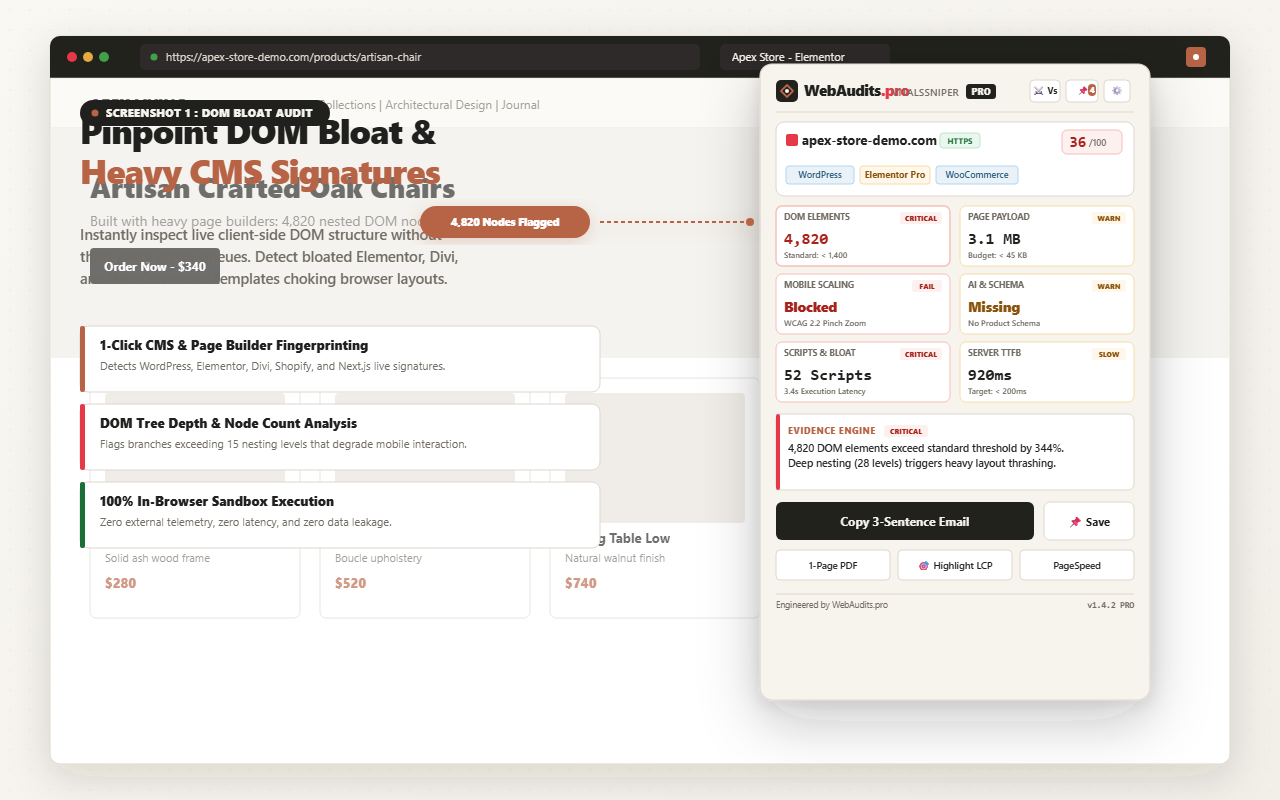 https://apex-store-demo.com/products/artisan-chair
Apex Store - Elementor
Collections | Architectural Design | Journal
SCREENSHOT 1 : DOM BLOAT AUDIT
Pinpoint DOM Bloat &
Heavy CMS Signatures
Artisan Crafted Oak Chairs
Built with heavy page builders: 4,820 nested DOM
4,820 Nodes Flagged
Instantly inspect live client-side DOM structure without
Detect bloated Elementor, Divi,
Order Now - $340
templates choking browser layouts.
1-Click CMS & Page Builder Fingerprinting
Detects WordPress, Elementor, Divi, Shopify, and Next.js live signatures.
DOM Tree Depth & Node Count Analysis
Flags branches exceeding 15 nesting levels that degrade mobile interaction.
100% In-Browser Sandbox Execution
Zero external telemetry, zero latency, and zero data leakage.
Table Low
Solid ash wood frame
Boucle upholstery
Natural walnut finish
$280
$520
$740
WebAudits.pro
PRO
Vs
4
apex-store-demo.com
HTTPS
36 /100
WordPress
Elementor Pro
WooCommerce
DOM ELEMENTS
CRITICAL
4,820
Standard: < 1,400
PAGE PAYLOAD
WARN
3.1 MB
Budget: < 45 KB
MOBILE SCALING
FAIL
Blocked
WCAG 2.2 Pinch Zoom
AI & SCHEMA
WARN
Missing
No Product Schema
SCRIPTS & BLOAT
CRITICAL
52 Scripts
3.4s Execution Latency
SERVER TTFB
SLOW
920ms
Target: < 200ms
EVIDENCE ENGINE
CRITICAL
4,820 DOM elements exceed standard threshold by 344%.
Deep nesting (28 levels) triggers heavy layout thrashing.
Copy 3-Sentence Email
Save
1-Page PDF
Highlight LCP
PageSpeed
Engineered by WebAudits.pro
v1.4.2 PRO